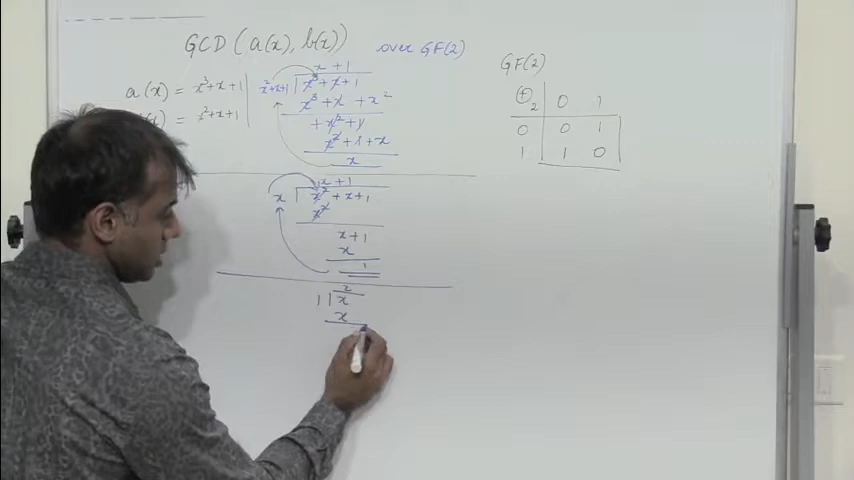 GCD (a(x), b(x)) over GF(2)
a(x) = x³+x+1
= x²+x+1
x + 1
x²+x+1 | x³ + x + 1
x³ + x + x²
+ x² + 1
x² + 1 + x
x
x + 1
x | x² + x + 1
x²
x + 1
x
1
x
1 | x
x
GF(2)
⊕₂ 0 1
0 0 1
1 1 0